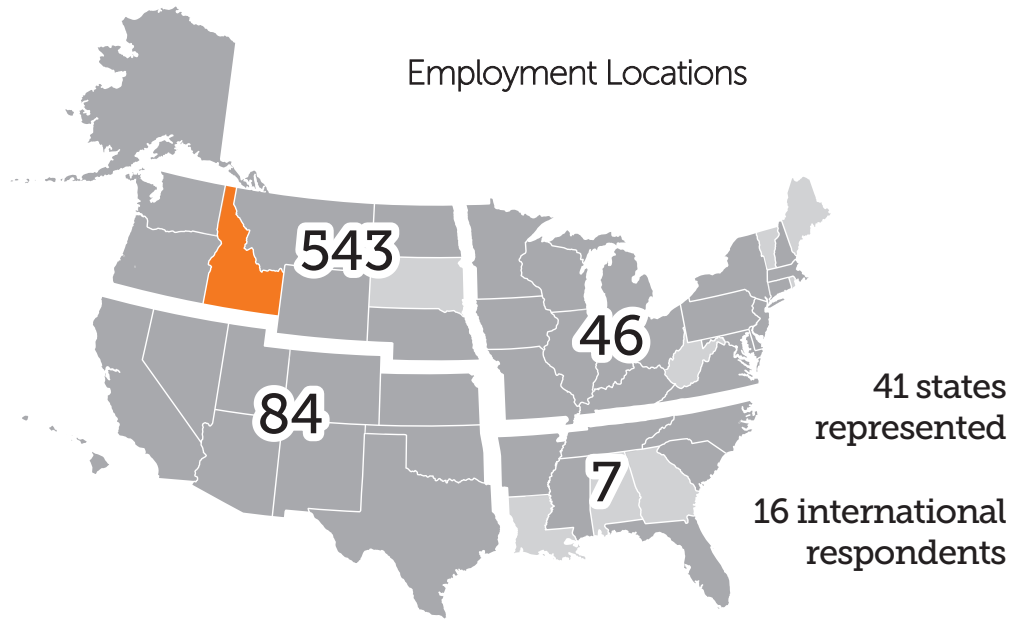 Employment Locations
543
46
84
7
41 states
represented
16 international
respondents